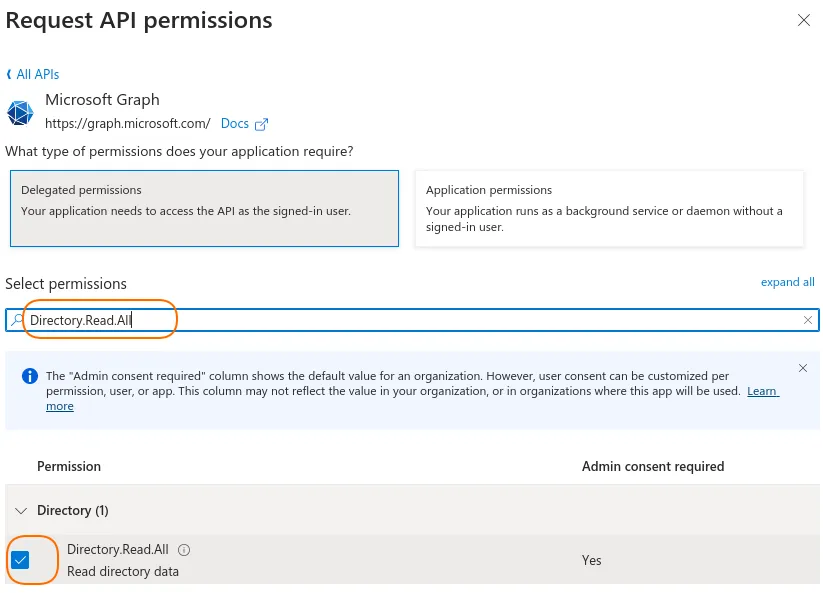 Request API permissions
All APIs
Microsoft Graph
https://graph.microsoft.com/ Docs
What type of permissions does your application require?
Delegated permissions
Your application needs to access the API as the signed-in user.
Application permissions
Your application runs as a background service or daemon without a
signed-in user.
Select permissions
expand all
Directory.Read.All
The "Admin consent required" column shows the default value for an organization. However, user consent can be customized per
permission, user, or app. This column may not reflect the value in your organization, or in organizations where this app will be used. Learn
more
Permission
Admin consent required
Directory (1)
Directory.Read.All
Read directory data
Yes